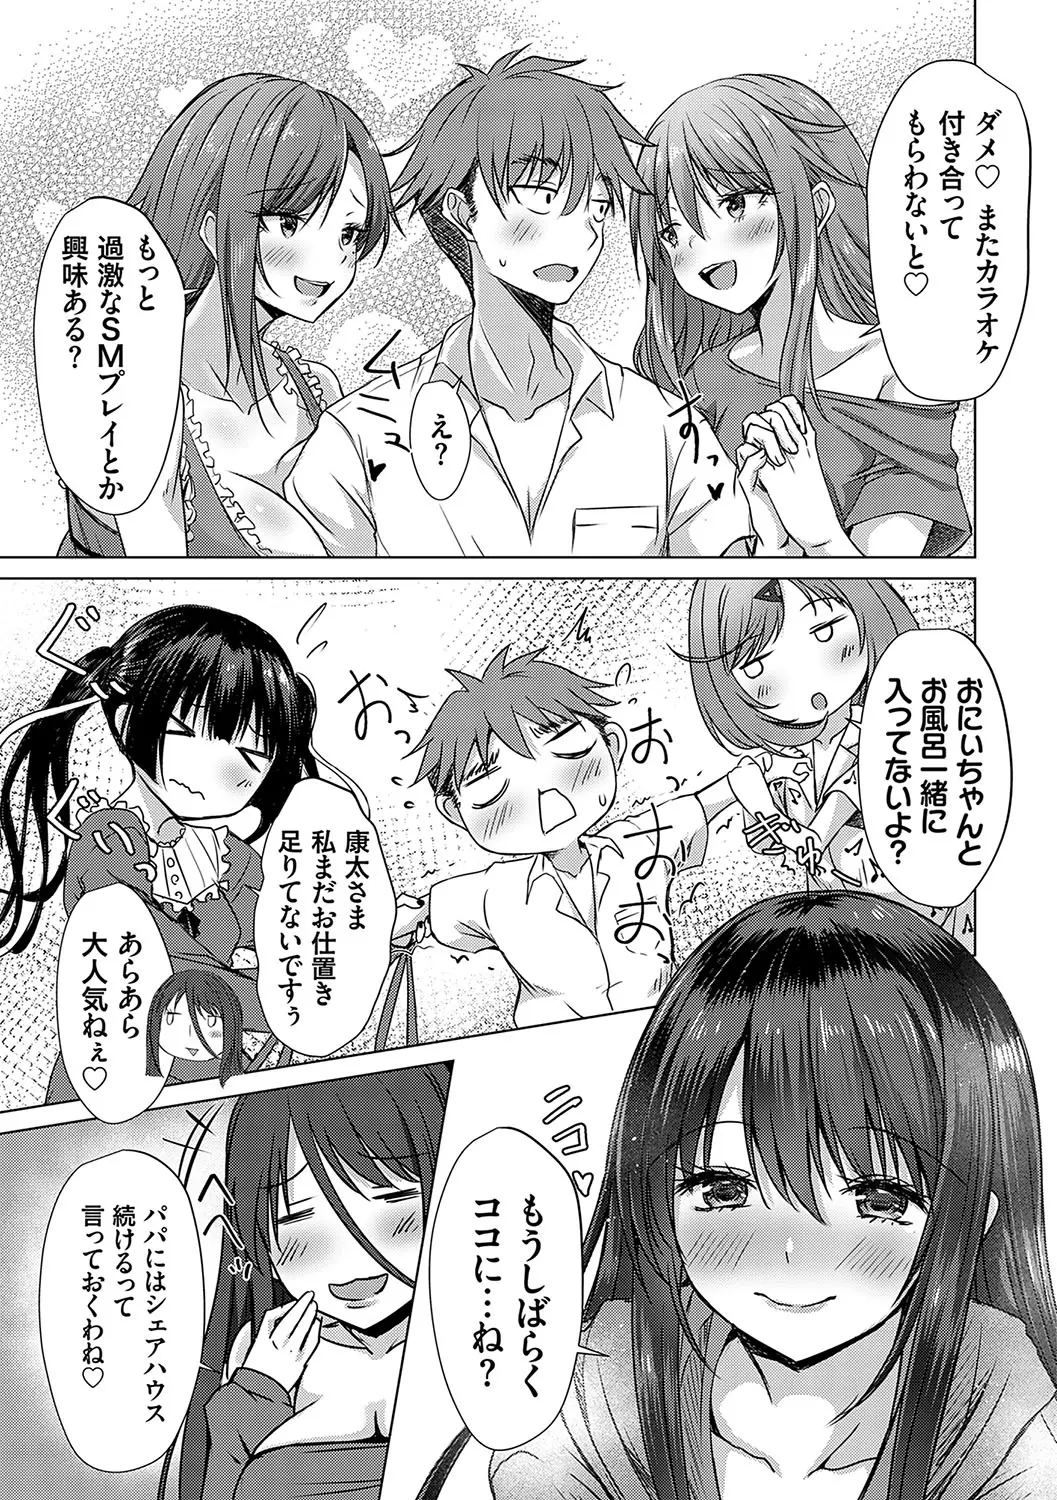 ダメ♡またカラオケ
付き合って
もらわないと♡
え?
もっと
過激なSMプレイとか
興味ある?
ムギュ
おっ
おにいちゃんと
お風呂一緒に
入ってないよ?
ぎゅっ
おおお
おっ
康太さま
私まだお仕置き
足りてないですぅ
ぐいっ
あらあら
大人気ねぇ♡
ニコ
もうしばらく
ココに…ね?
パパにはシェアハウス
続けるって
言っておくわね♡